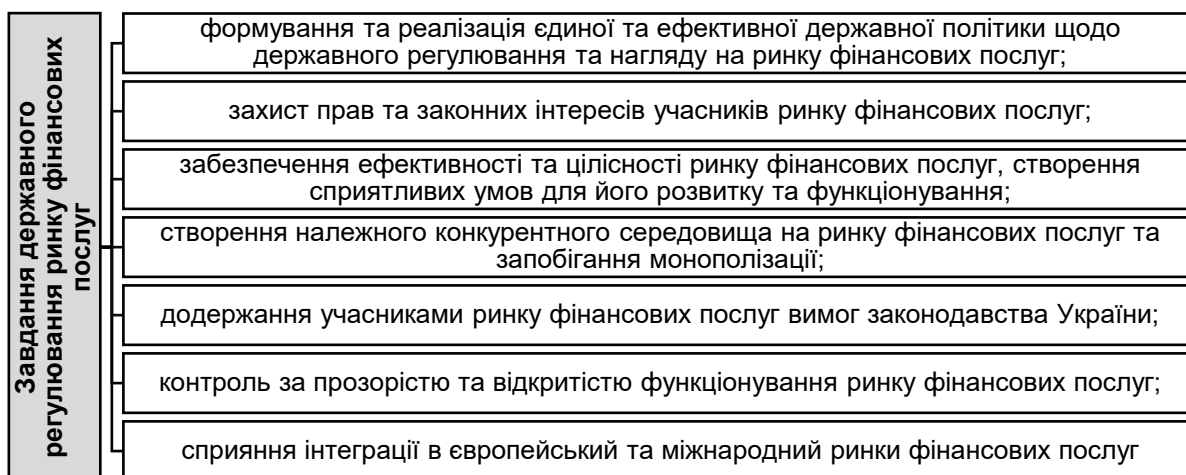 Завдання державного
регулювання ринку фінансових
послуг
формування та реалізація єдиної та ефективної державної політики щодо
державного регулювання та нагляду на ринку фінансових послуг;
захист прав та законних інтересів учасників ринку фінансових послуг;
забезпечення ефективності та цілісності ринку фінансових послуг, створення
сприятливих умов для його розвитку та функціонування;
створення належного конкурентного середовища на ринку фінансових послуг та
запобігання монополізації;
додержання учасниками ринку фінансових послуг вимог законодавства України;
контроль за прозорістю та відкритістю функціонування ринку фінансових послуг;
сприяння інтеграції в європейський та міжнародний ринки фінансових послуг